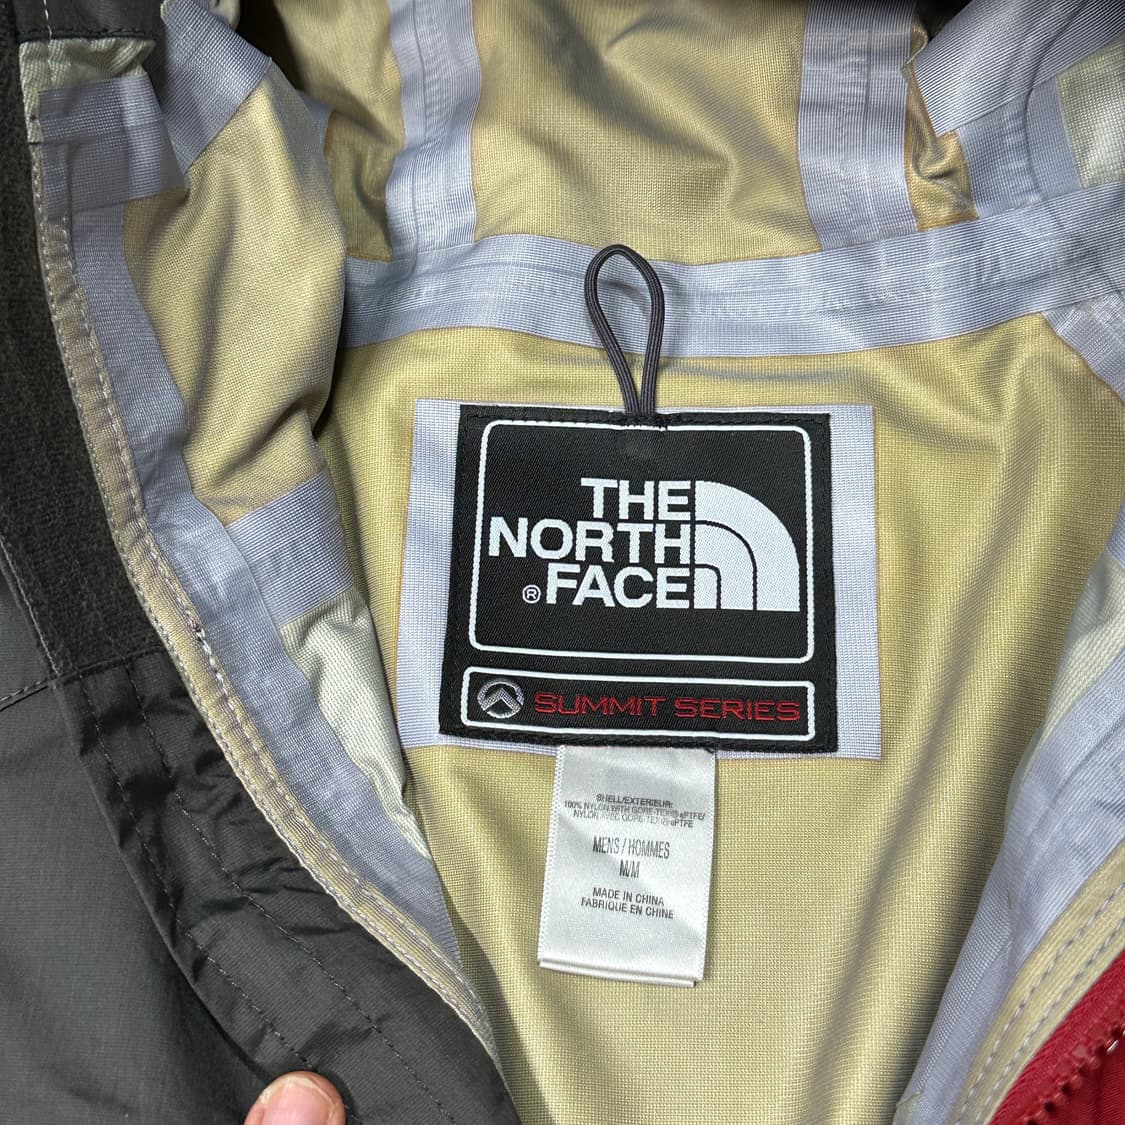 THE
NORTH
® FACE
SUMMIT SERIES
SHELL/EXTERIEUR:
100% NYLON WITH GORE-TEX® ePTFE/
NYLON AVEC GORE-TEX® ePTFE
MENS / HOMMES
M/M
MADE IN CHINA
FABRIQUE EN CHINE